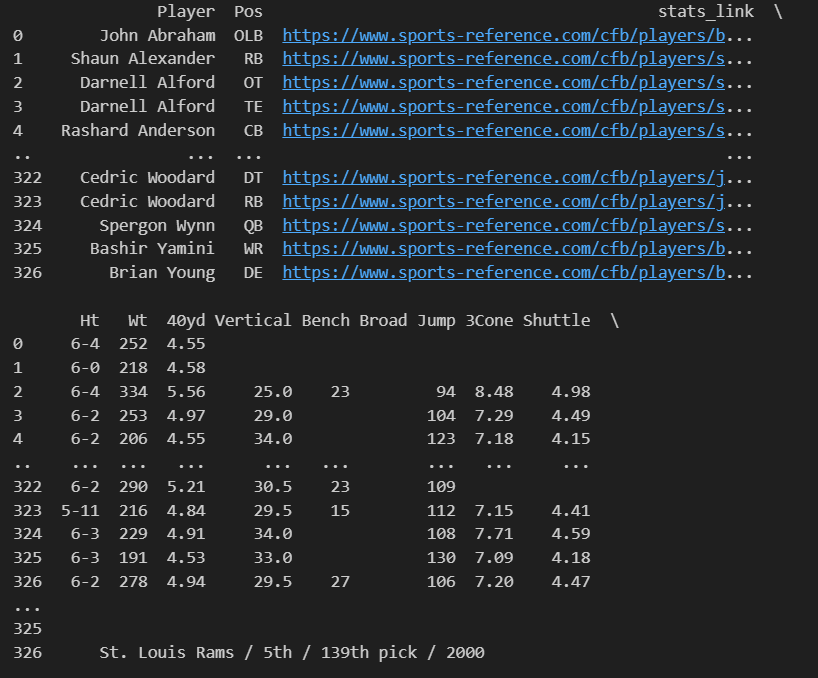 Player Pos stats_link \
0 John Abraham OLB https://www.sports-reference.com/cfb/players/b...
1 Shaun Alexander RB https://www.sports-reference.com/cfb/players/s...
2 Darnell Alford OT https://www.sports-reference.com/cfb/players/s...
3 Darnell Alford TE https://www.sports-reference.com/cfb/players/s...
4 Rashard Anderson CB https://www.sports-reference.com/cfb/players/s...
.. ... ... ...
322 Cedric Woodard DT https://www.sports-reference.com/cfb/players/j...
323 Cedric Woodard RB https://www.sports-reference.com/cfb/players/j...
324 Spergon Wynn QB https://www.sports-reference.com/cfb/players/s...
325 Bashir Yamini WR https://www.sports-reference.com/cfb/players/b...
326 Brian Young DE https://www.sports-reference.com/cfb/players/b...
Ht Wt 40yd Vertical Bench Broad Jump 3Cone Shuttle \
0 6-4 252 4.55
1 6-0 218 4.58
2 6-4 334 5.56 25.0 23 94 8.48 4.98
3 6-2 253 4.97 29.0 104 7.29 4.49
4 6-2 206 4.55 34.0 123 7.18 4.15
.. ... ... ... ... ... ... ... ...
322 6-2 290 5.21 30.5 23 109
323 5-11 216 4.84 29.5 15 112 7.15 4.41
324 6-3 229 4.91 34.0 108 7.71 4.59
325 6-3 191 4.53 33.0 130 7.09 4.18
326 6-2 278 4.94 29.5 27 106 7.20 4.47
...
325
326 St. Louis Rams / 5th / 139th pick / 2000